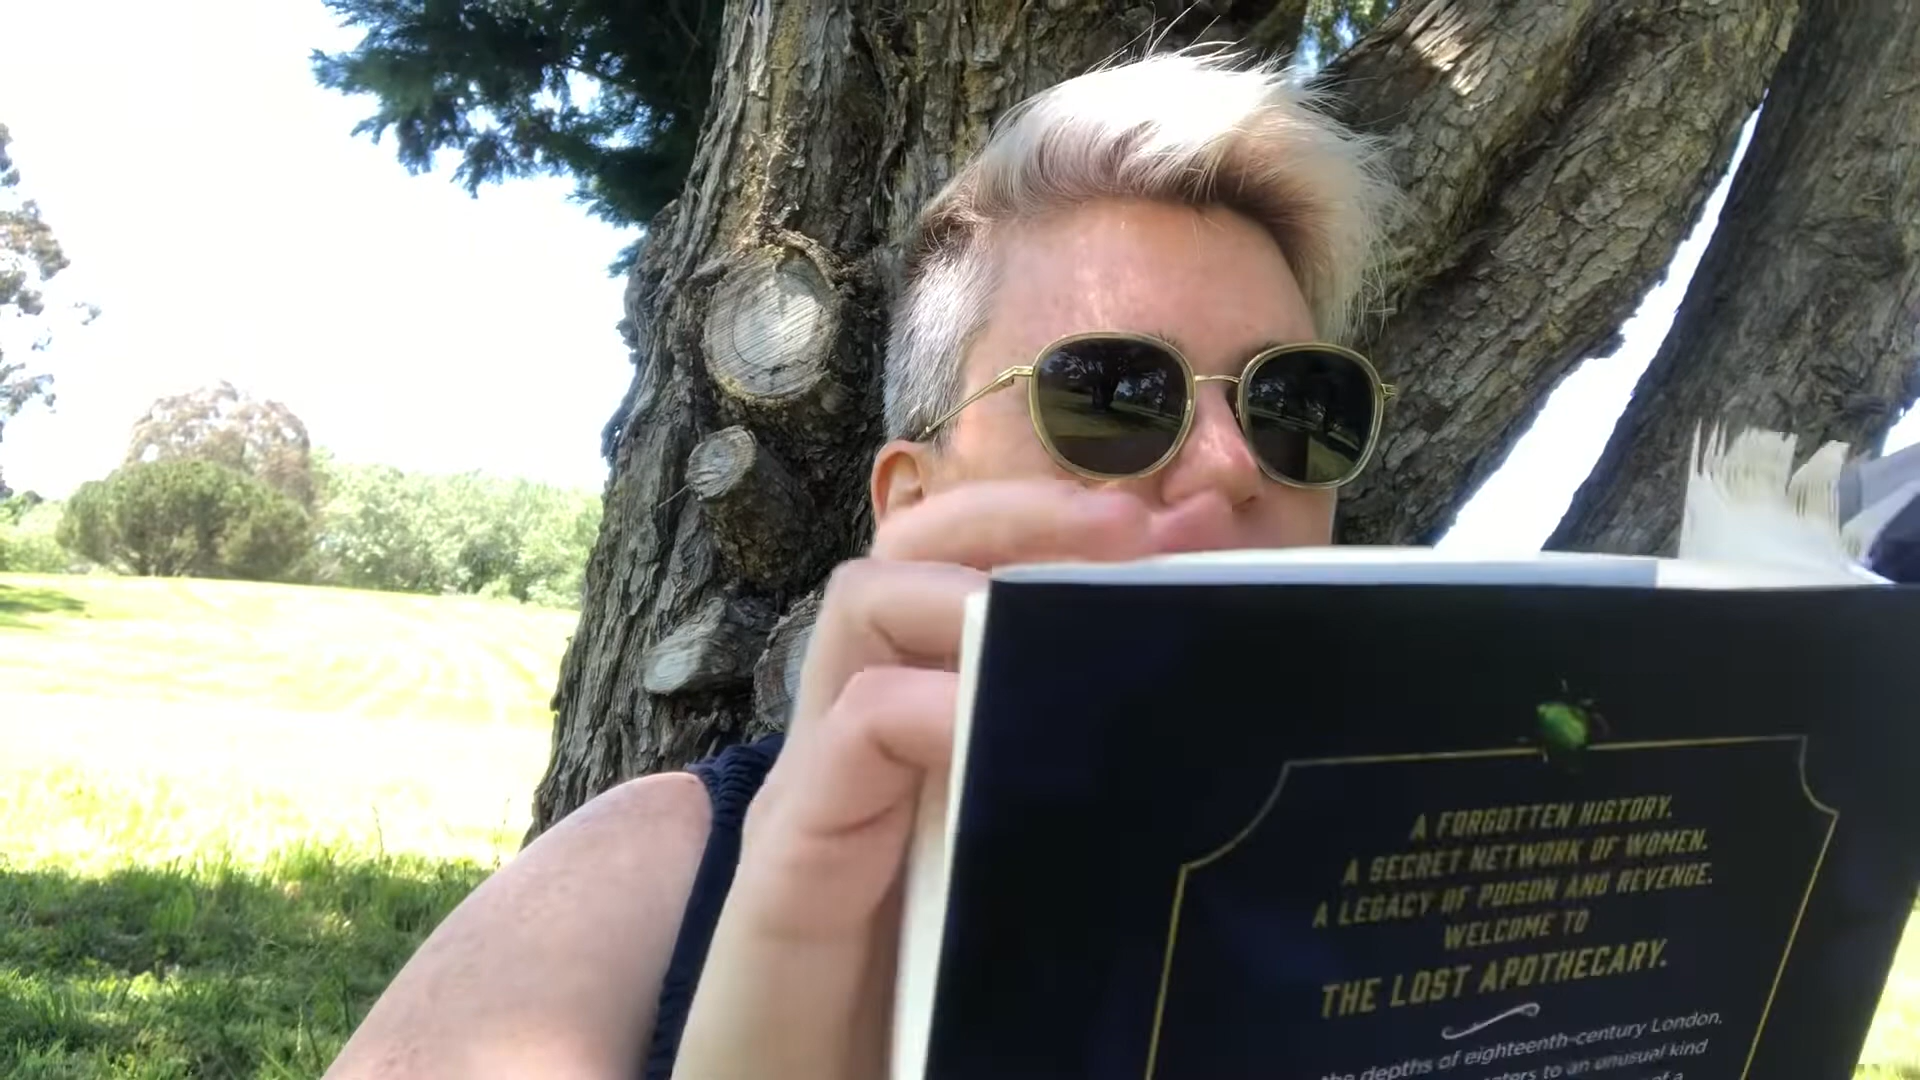 A FORGOTTEN HISTORY.
A SECRET NETWORK OF WOMEN.
A LEGACY OF POISON AND REVENGE.
WELCOME TO
THE LOST APOTHECARY.
the depths of eighteenth-century London,
to an unusual kind
of a